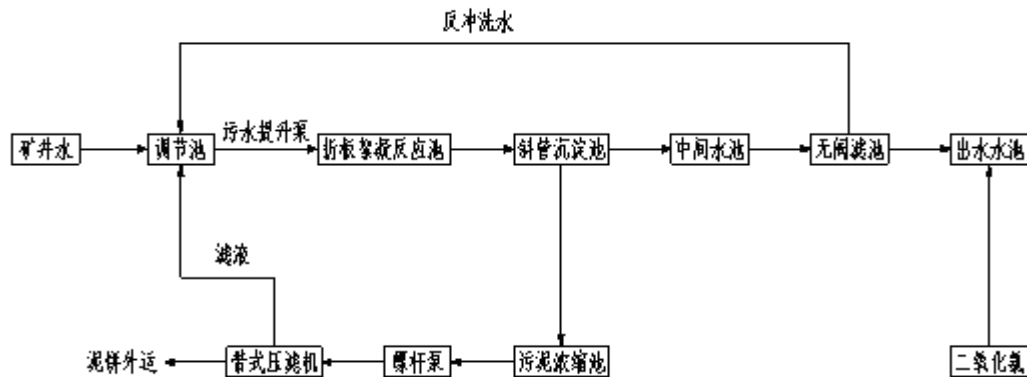 反冲洗水
矿井水
调节池
污水提升泵
折板絮凝反应池
斜管沉淀池
中间水池
无阀滤池
出水水池
滤液
泥饼外运
带式压滤机
螺杆泵
污泥浓缩池
二氧化氯